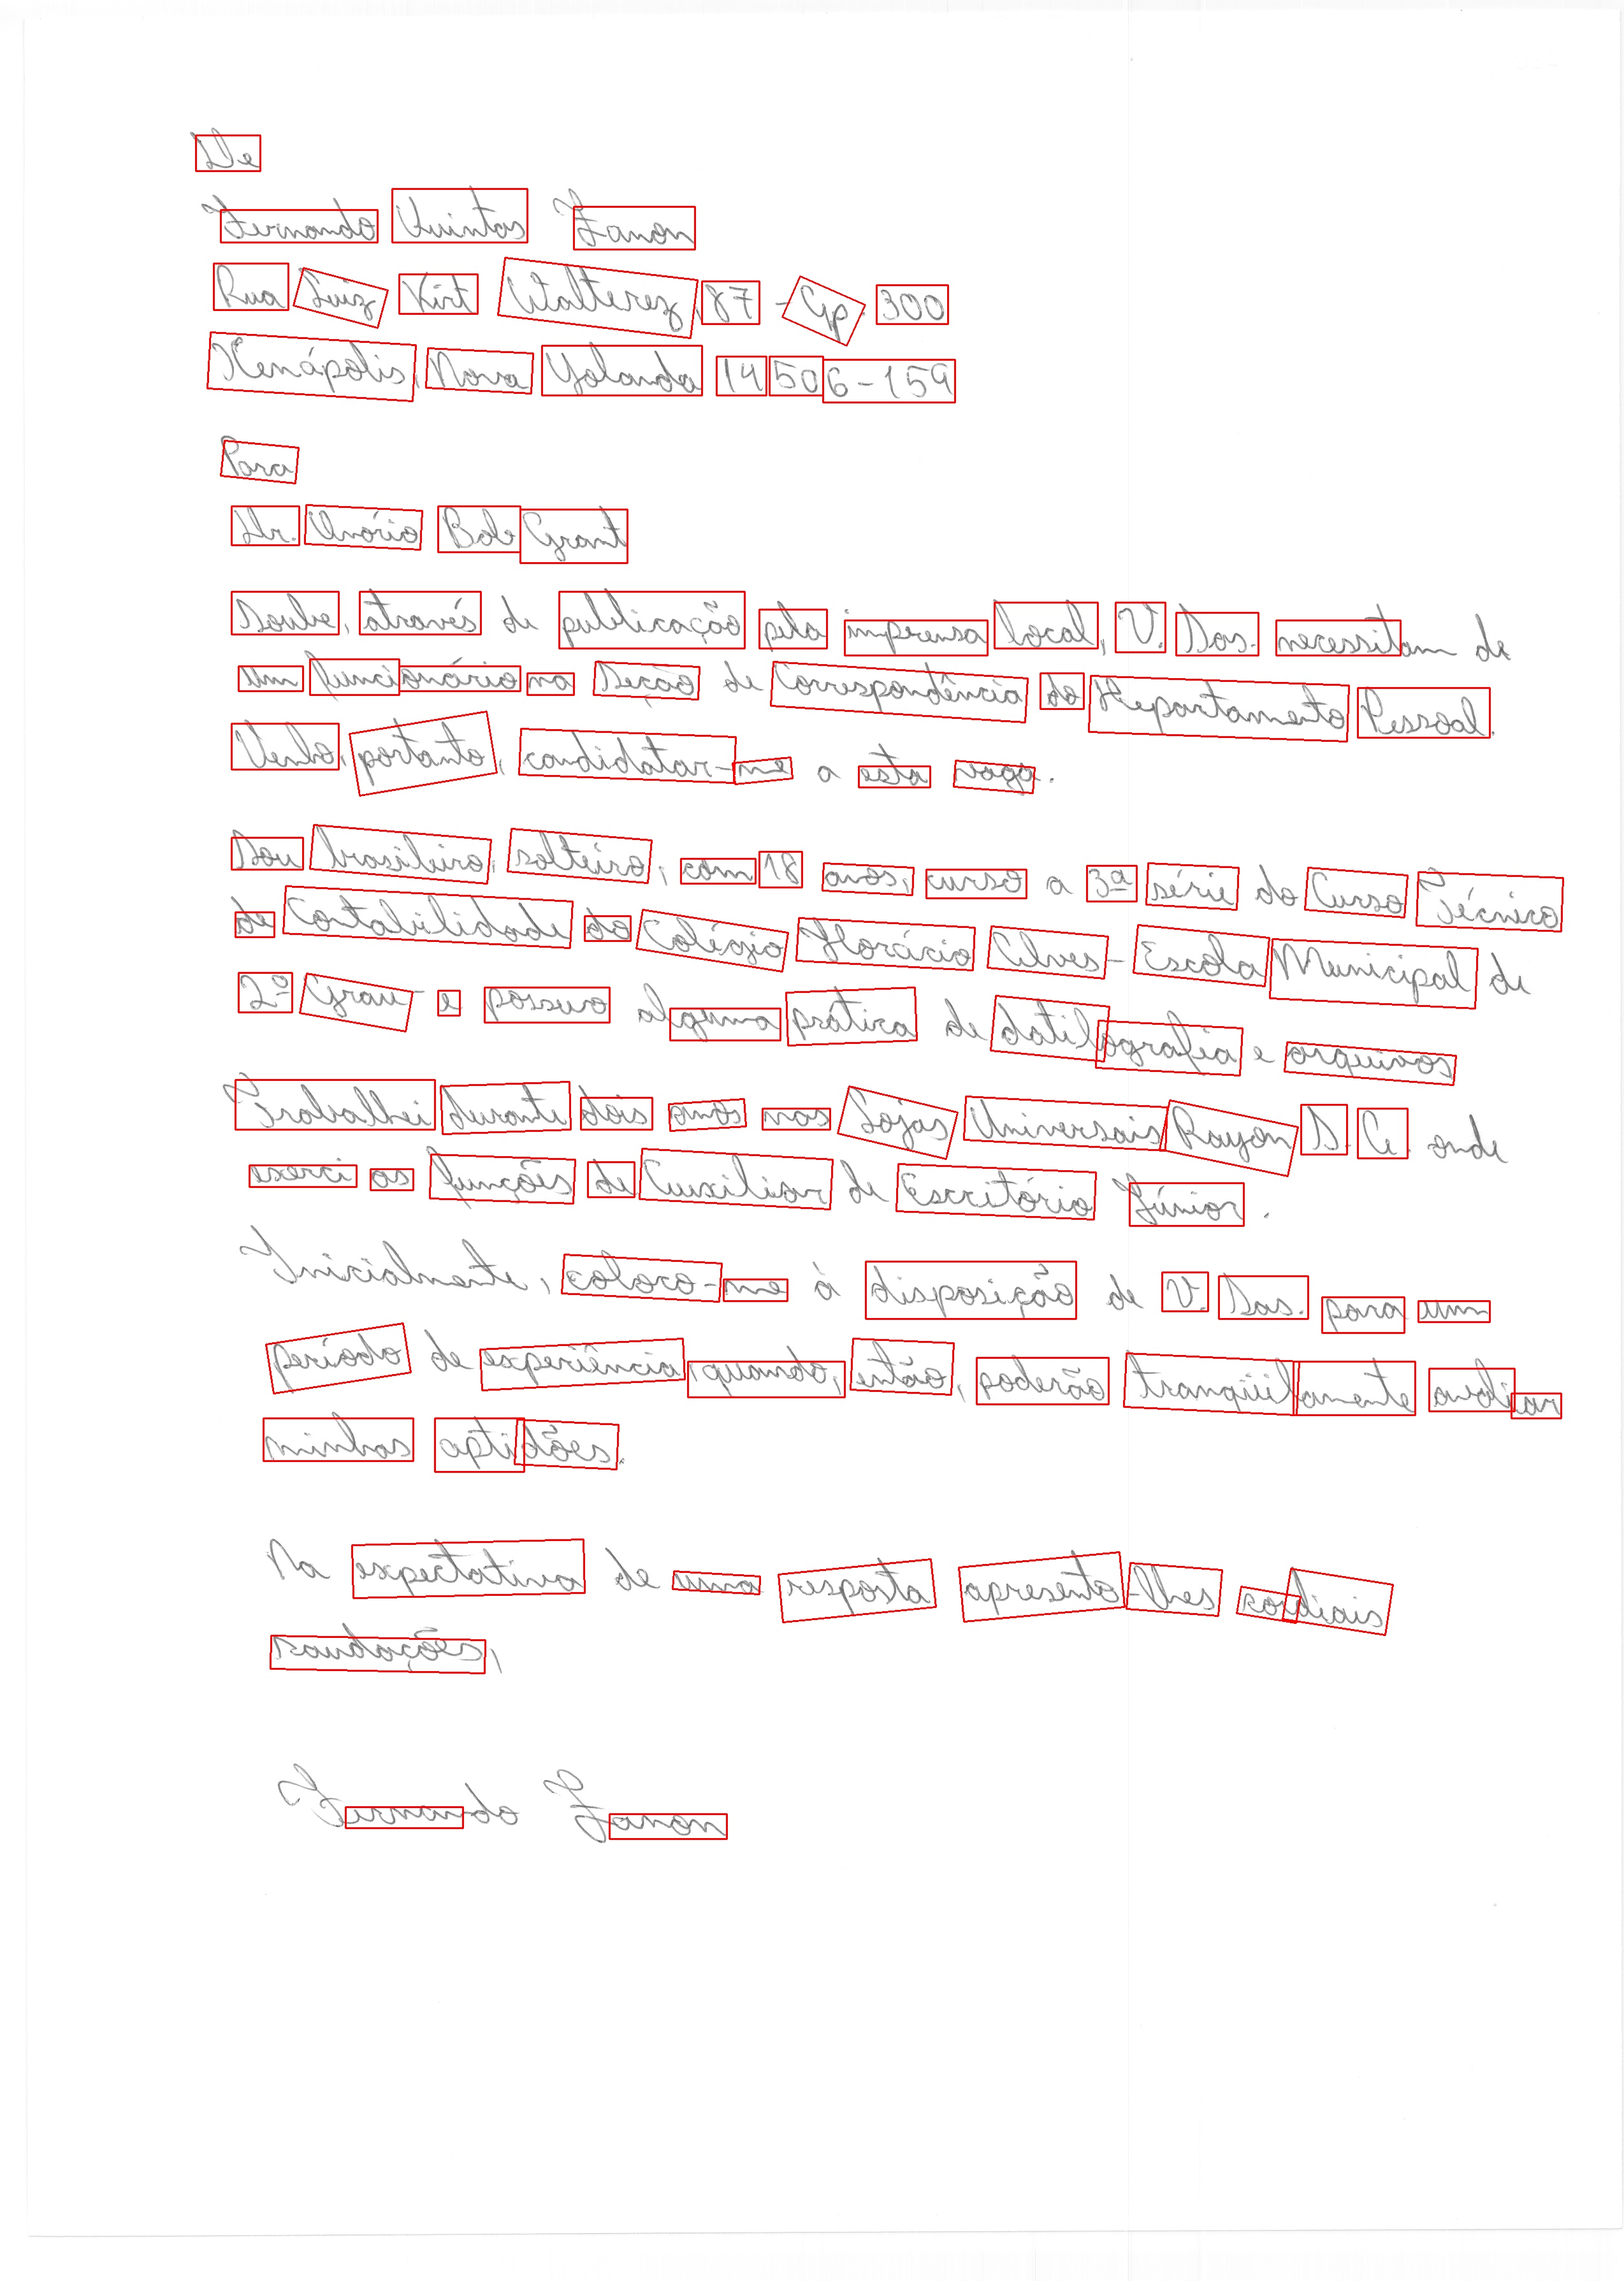 De
Fernando Quintos Zanon
Rua Luiz Kirt Vitalterez, 87 - Cp. 300
Kenápolis, Nova Yolanda 14506-159
Para
Dr. Onório Bole Grant
Soube, através de publicação pela imprensa local, V. Sas. necessitam de
um funcionário na Seção de Correspondência do Departamento Pessoal.
Venho, portanto, candidatar-me a esta vaga.
Sou brasileiro, solteiro, com 18 anos, curso a 3ª série do Curso Técnico
de Contabilidade do Colégio Horácio Alves - Escola Municipal de
2º Grau - e possuo alguma prática de datilografia e arquivos
Trabalhei durante dois anos nas Lojas Universais Rayon S. A. onde
exerci as funções de Auxiliar de Escritório Júnior.
Inicialmente, coloco-me à disposição de V. Sas. para um
período de experiência, quando, então, poderão tranqüilamente avaliar
minhas aptidões.
Na expectativa de uma resposta apresento-lhes cordiais
saudações,
Fernando Zanon